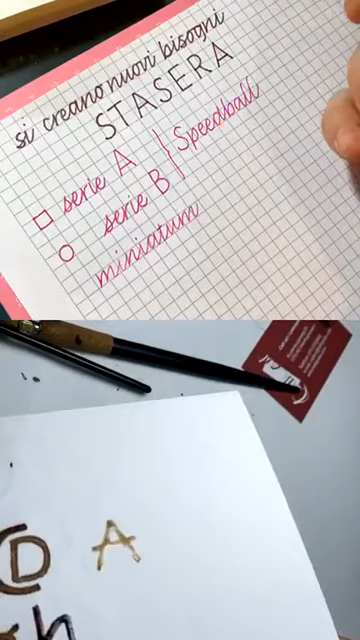 si creano nuovi bisogni
STASERA
□ serie A } Speedball
○ serie B
miniatum
D A